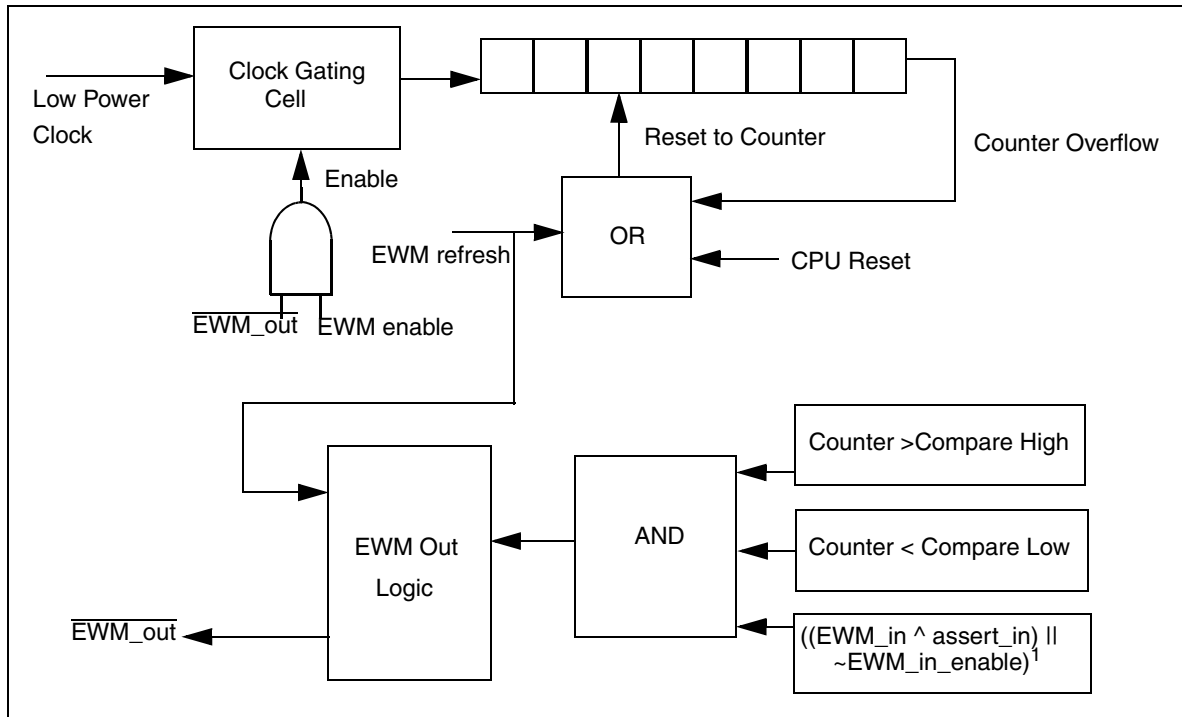 Clock Gating
Cell
Low Power
Clock
Reset to Counter
Counter Overflow
Enable
OR
EWM refresh
CPU Reset
EWM_out
EWM enable
Counter >Compare High
AND
EWM Out
Logic
Counter < Compare Low
EWM_out
((EWM_in ^ assert_in) ||
~EWM_in_enable)1